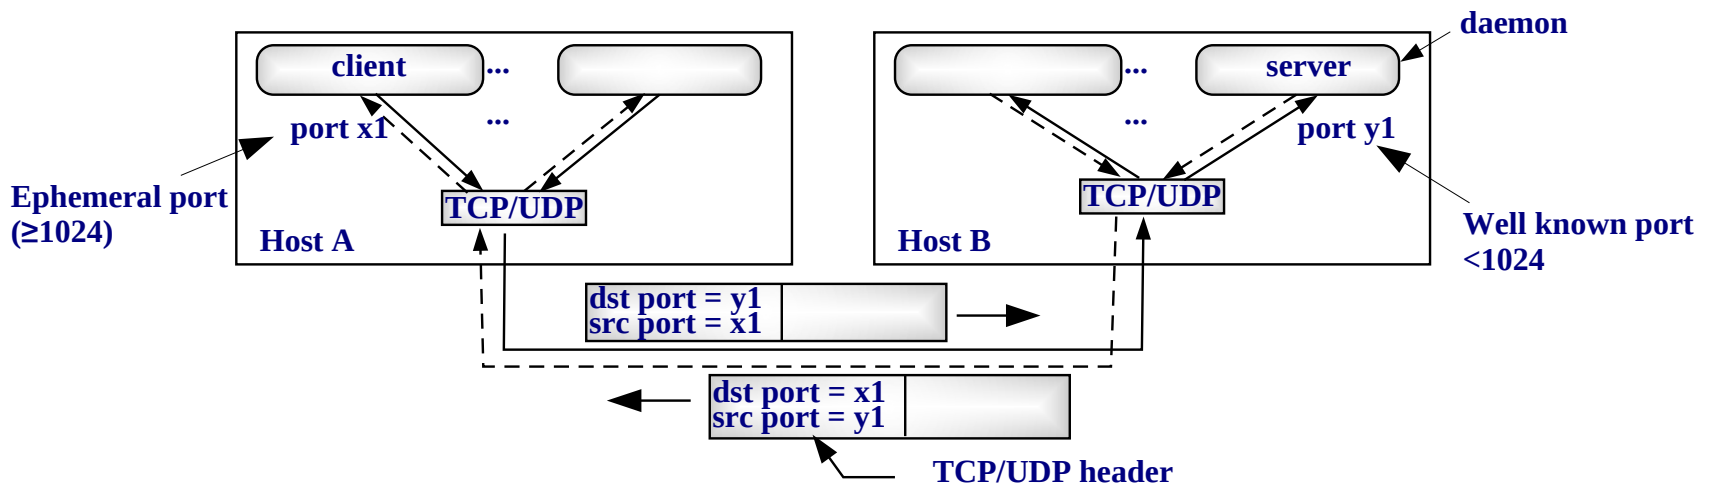 daemon
client
...
...
server
...
...
port x1
port y1
Ephemeral port
(≥1024)
TCP/UDP
TCP/UDP
Well known port
<1024
Host A
Host B
dst port = y1
src port = x1
dst port = x1
src port = y1
TCP/UDP header